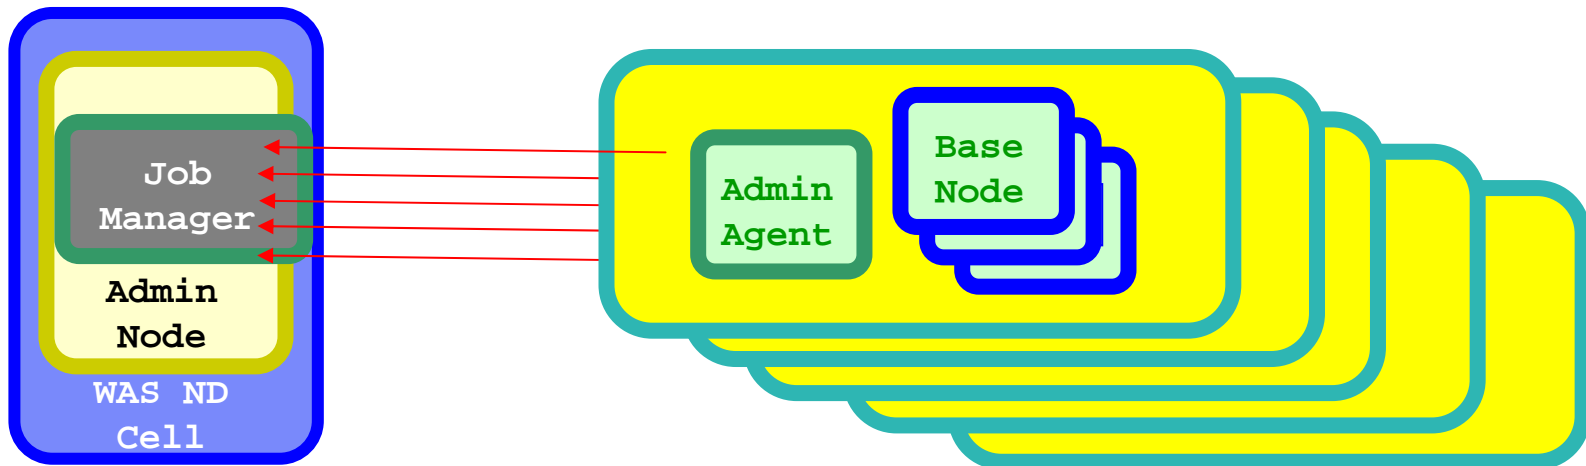 Job
Manager
Admin
Node
WAS ND
Cell
Admin
Agent
Base
Node